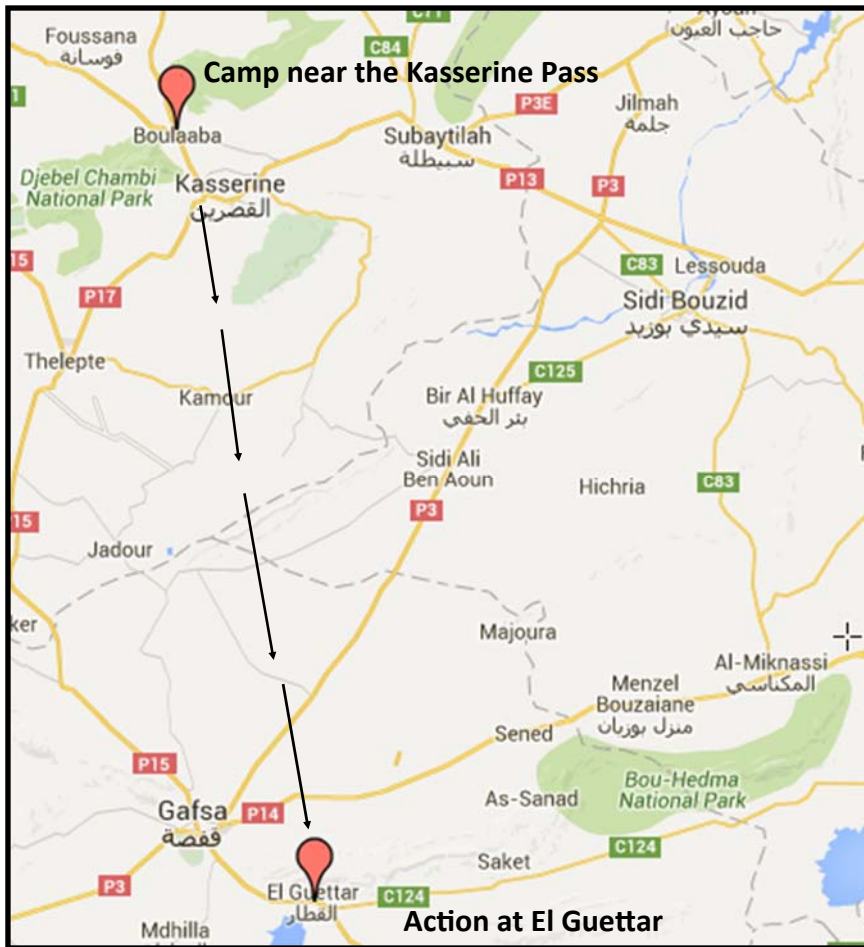 Foussana
فوسانة
C84
C11
حاجب العيون
Camp near the Kasserine Pass
P3E
Jilmah
جلمة
Boulaaba
Subaytilah
سبيطلة
Djebel Chambi
National Park
Kasserine
القصرين
P13
P3
15
P17
C83
Lessouda
Sidi Bouzid
سيدي بوزيد
Thelepte
Kamour
C125
Bir Al Huffay
بئر الحفي
Sidi Ali
Ben Aoun
Hichria
C83
P3
15
Jadour
ker
Majoura
Al-Miknassi
المكناسي
Menzel
Bouzaiane
منزل بوزيان
Sened
P15
Bou-Hedma
National Park
As-Sanad
Gafsa
قفصة
P14
C124
Saket
P3
El Guettar
القطار
C124
Mdhilla
Action at El Guettar